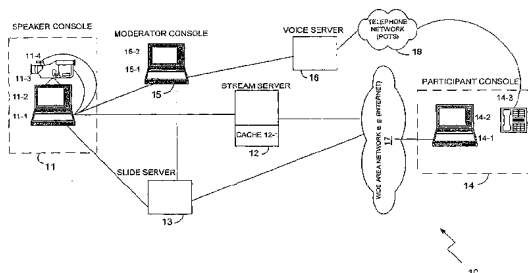 SPEAKER CONSOLE
MODERATOR CONSOLE
VOICE SERVER
TELEPHONE
NETWORK
(POTS)
18
11-4
11-3
11-2
11-1
11
15-2
15-1
15
16
STREAM SERVER
CACHE 12-1
12
SLIDE SERVER
13
WIDE AREA NETWORK e.g. (INTERNET)
17
PARTICIPANT CONSOLE
14-3
14-2
14-1
14
10